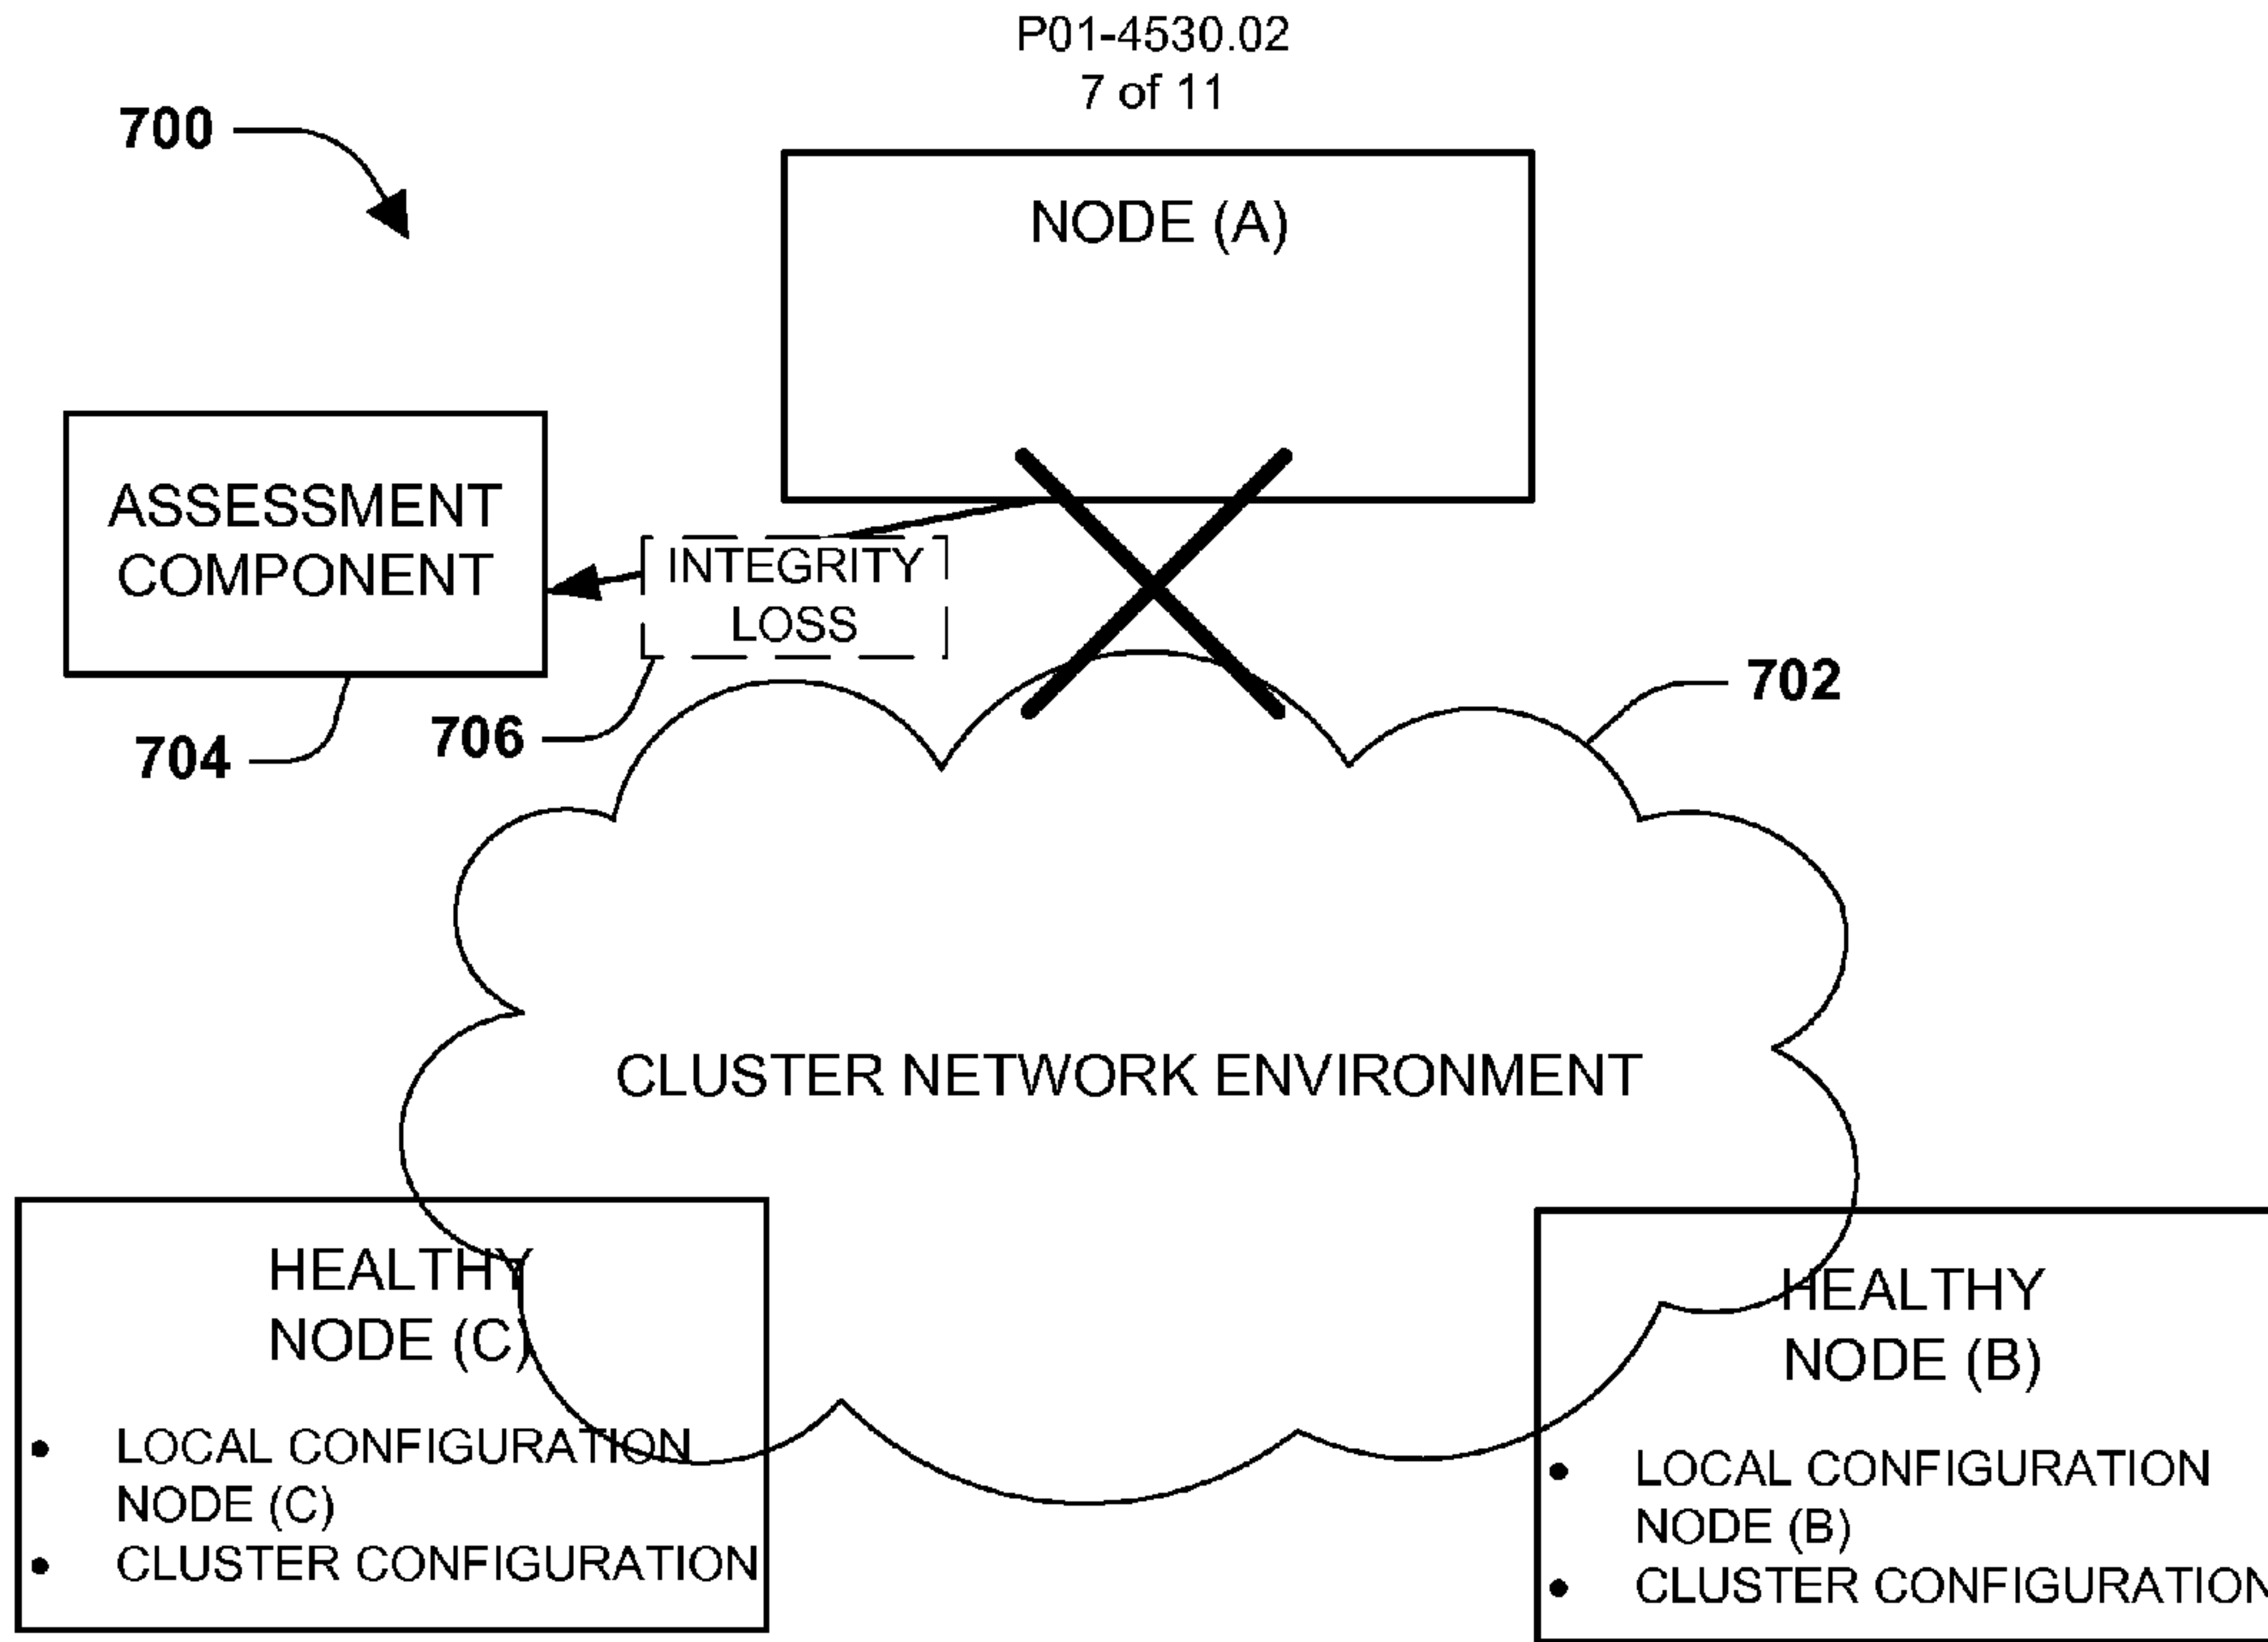 P01-4530.02
7 of 11
700
NODE (A)
ASSESSMENT
COMPONENT
INTEGRITY
LOSS
702
704
706
CLUSTER NETWORK ENVIRONMENT
HEALTHY
NODE (C)
• LOCAL CONFIGURATION
NODE (C)
• CLUSTER CONFIGURATION
HEALTHY
NODE (B)
• LOCAL CONFIGURATION
NODE (B)
• CLUSTER CONFIGURATION